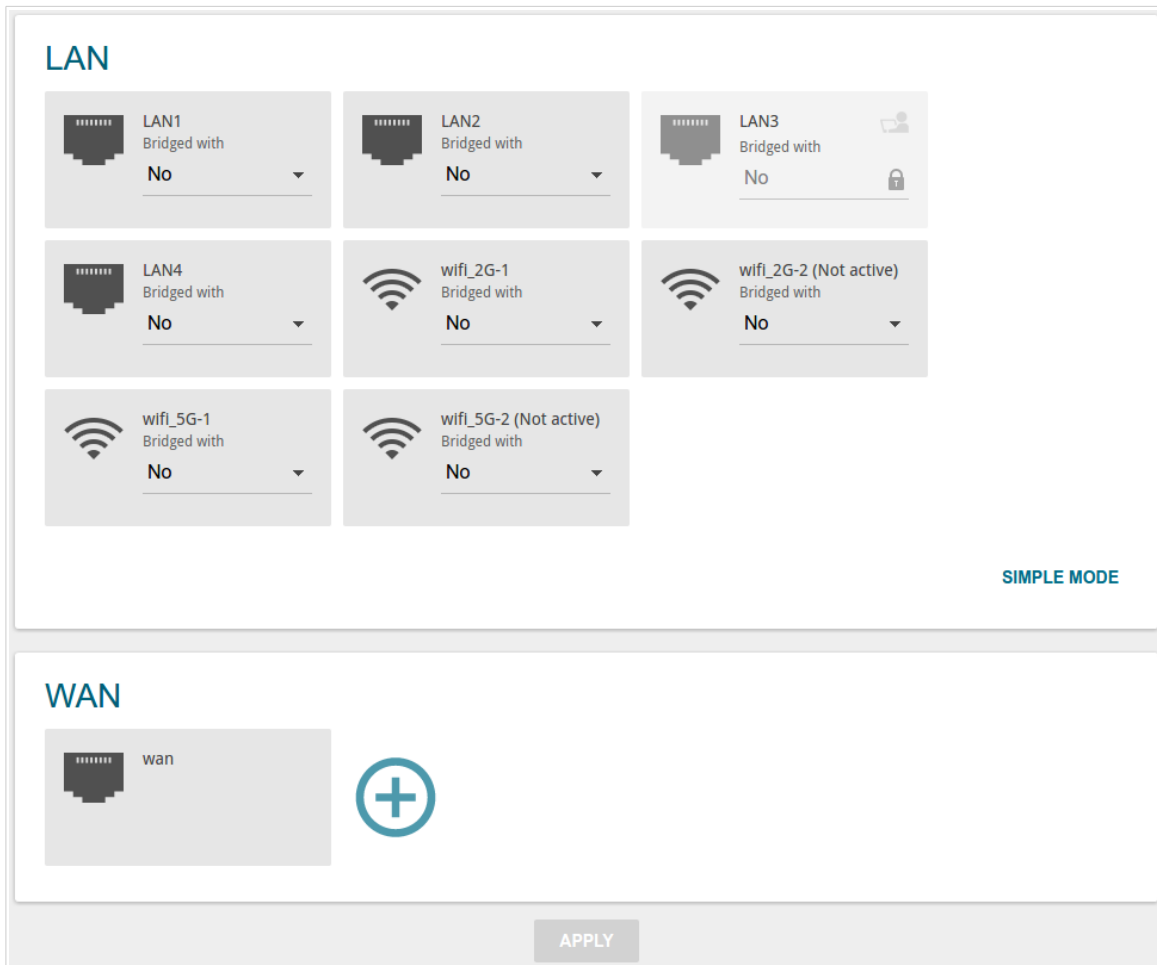 LAN
LAN1
Bridged with
No
LAN2
Bridged with
No
LAN3
Bridged with
No
LAN4
Bridged with
No
wifi_2G-1
Bridged with
No
wifi_2G-2 (Not active)
Bridged with
No
wifi_5G-1
Bridged with
No
wifi_5G-2 (Not active)
Bridged with
No
SIMPLE MODE
WAN
wan
APPLY